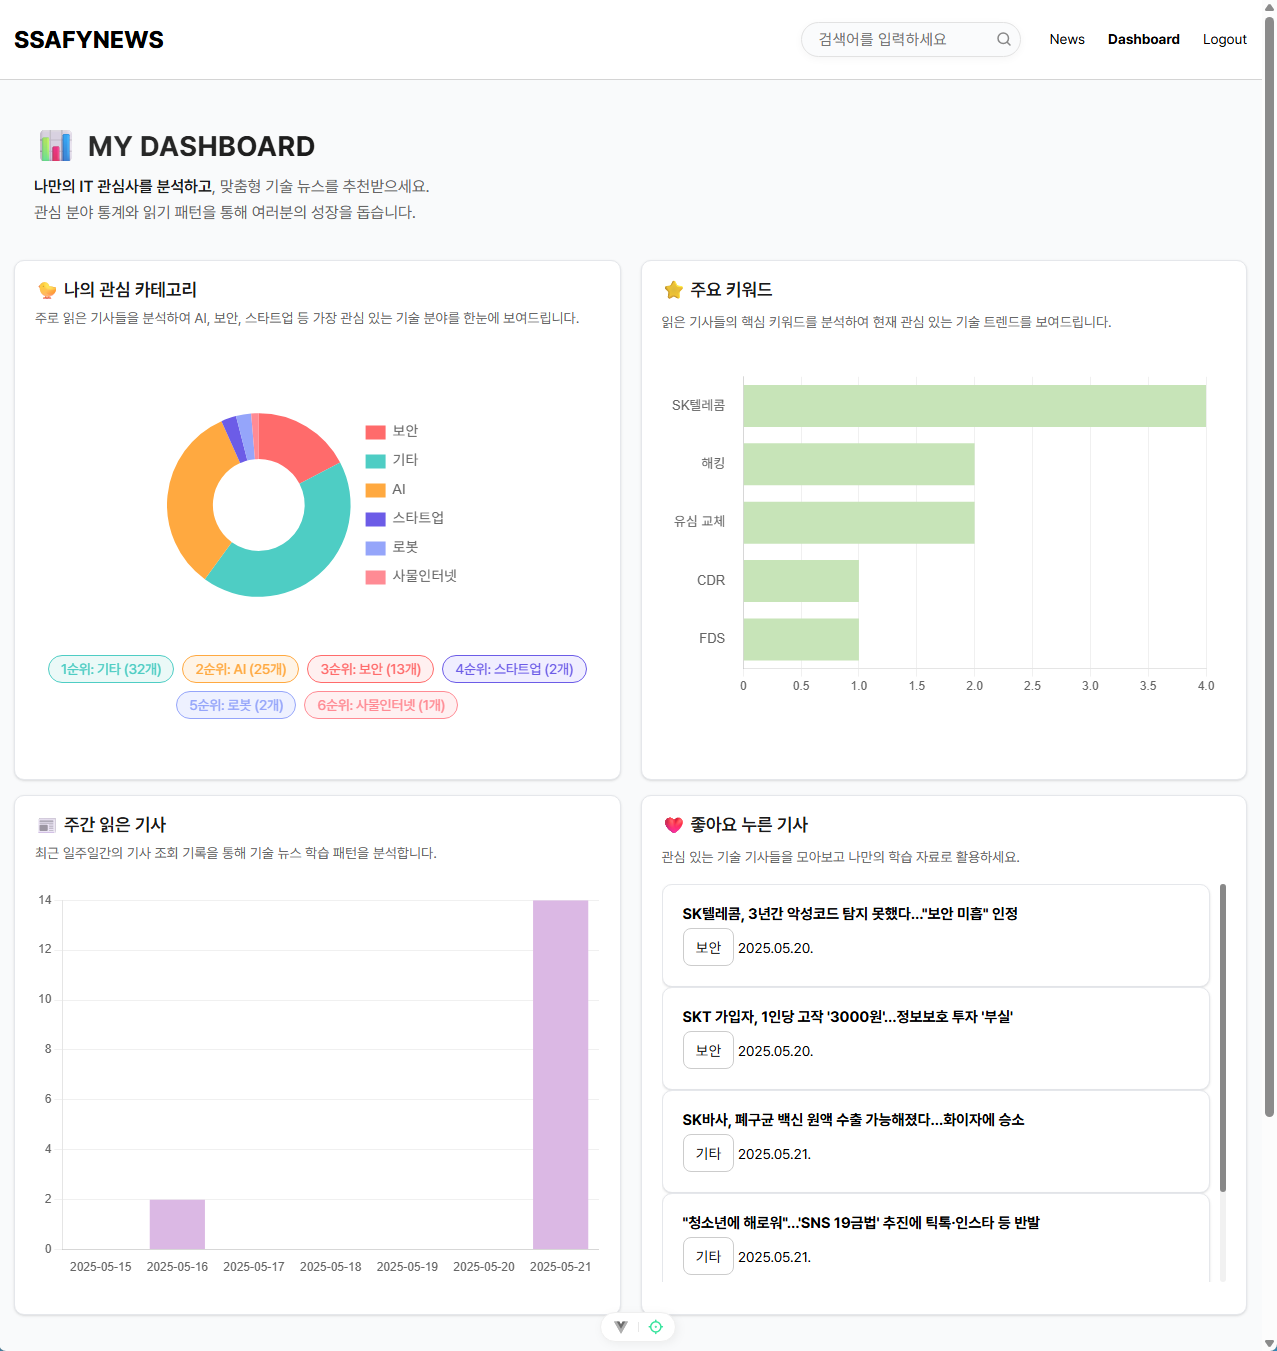 SSAFYNEWS
검색어를 입력하세요
News
Dashboard
Logout
MY DASHBOARD
나만의 IT 관심사를 분석하고, 맞춤형 기술 뉴스를 추천받으세요.
관심 분야 통계와 읽기 패턴을 통해 여러분의 성장을 돕습니다.
나의 관심 카테고리
주로 읽은 기사들을 분석하여 AI, 보안, 스타트업 등 가장 관심 있는 기술 분야를 한눈에 보여드립니다.
보안
기타
AI
스타트업
로봇
사물인터넷
1순위: 기타 (32개)
2순위: AI (25개)
3순위: 보안 (13개)
4순위: 스타트업 (2개)
5순위: 로봇 (2개)
6순위: 사물인터넷 (1개)
주요 키워드
읽은 기사들의 핵심 키워드를 분석하여 현재 관심 있는 기술 트렌드를 보여드립니다.
SK텔레콤
해킹
유심 교체
CDR
FDS
0 0.5 1.0 1.5 2.0 2.5 3.0 3.5 4.0
주간 읽은 기사
최근 일주일간의 기사 조회 기록을 통해 기술 뉴스 학습 패턴을 분석합니다.
14
12
10
8
6
4
2
0
2025-05-15 2025-05-16 2025-05-17 2025-05-18 2025-05-19 2025-05-20 2025-05-21
좋아요 누른 기사
관심 있는 기술 기사들을 모아보고 나만의 학습 자료로 활용하세요.
SK텔레콤, 3년간 악성코드 탐지 못했다..."보안 미흡" 인정
보안 2025.05.20.
SKT 가입자, 1인당 고작 '3000원'...정보보호 투자 '부실'
보안 2025.05.20.
SK바사, 폐구균 백신 원액 수출 가능해졌다...화이자에 승소
기타 2025.05.21.
"청소년에 해로워"...'SNS 19금법' 추진에 틱톡·인스타 등 반발
기타 2025.05.21.